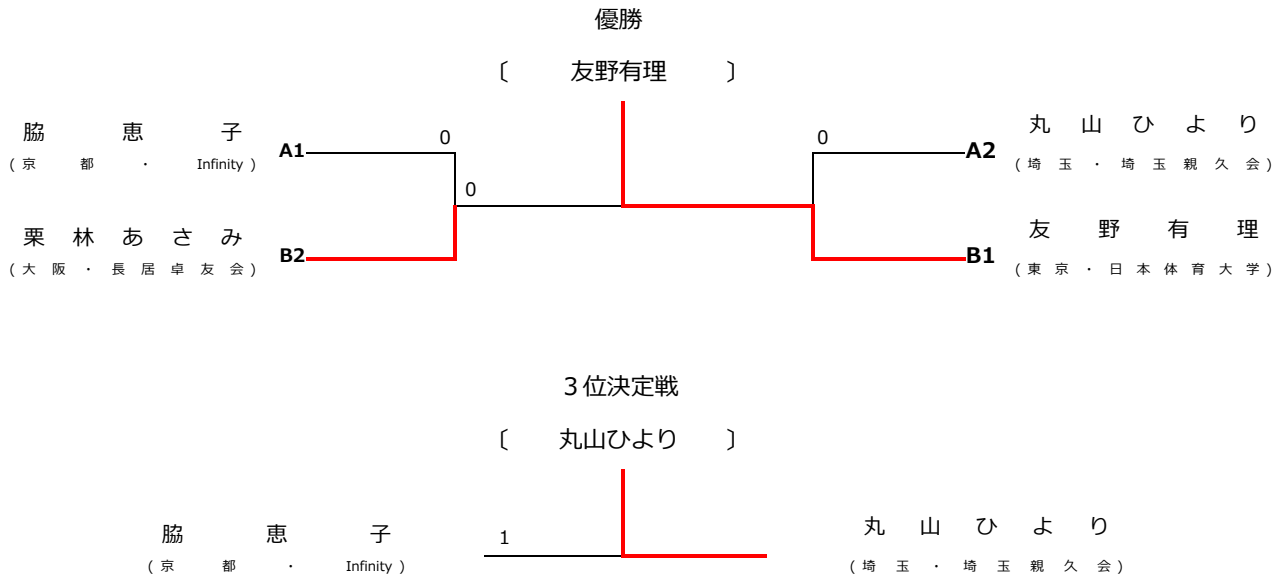 優勝
〔 友野有理 〕
脇恵子
(京都・Infinity)
A1
0
栗林あさみ
(大阪・長居卓友会)
B2
0
丸山ひより
(埼玉・埼玉親久会)
A2
0
友野有理
(東京・日本体育大学)
B1
3位決定戦
〔 丸山ひより 〕
脇恵子
(京都・Infinity)
1
丸山ひより
(埼玉・埼玉親久会)